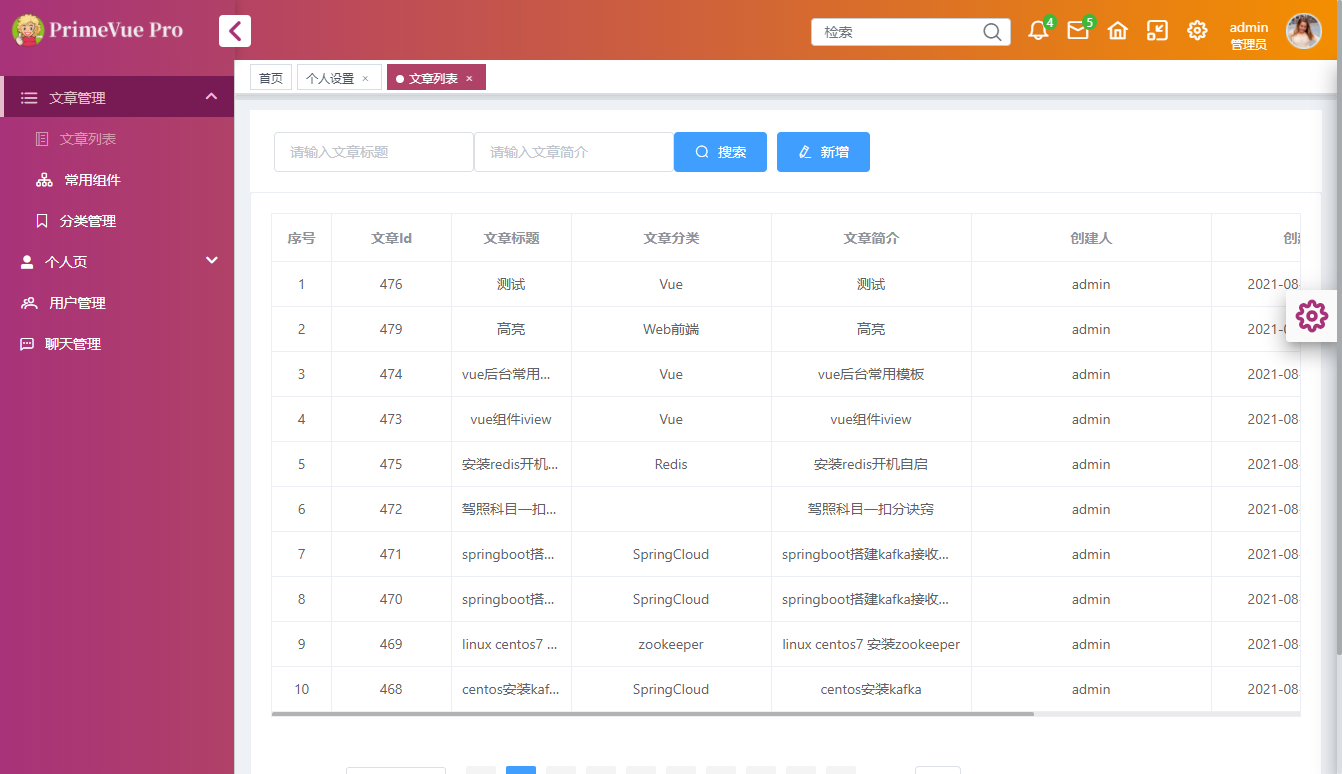 PrimeVue Pro
检索
4
5
admin
管理员
首页
个人设置 ×
文章列表 ×
文章管理
文章列表
常用组件
分类管理
个人页
用户管理
聊天管理
请输入文章标题 请输入文章简介 搜索 新增
序号 文章Id 文章标题 文章分类 文章简介 创建人 创
1 476 测试 Vue 测试 admin 2021-08-
2 479 高亮 Web前端 高亮 admin 2021-0
3 474 vue后台常用... Vue vue后台常用模板 admin 2021-08-
4 473 vue组件iview Vue vue组件iview admin 2021-08-
5 475 安装redis开机... Redis 安装redis开机自启 admin 2021-08-
6 472 驾照科目一扣... 驾照科目一扣分诀窍 admin 2021-08-
7 471 springboot搭... SpringCloud springboot搭建kafka接收... admin 2021-08-
8 470 springboot搭... SpringCloud springboot搭建kafka接收... admin 2021-08-
9 469 linux centos7 ... zookeeper linux centos7 安装zookeeper admin 2021-08-
10 468 centos安装kaf... SpringCloud centos安装kafka admin 2021-08-